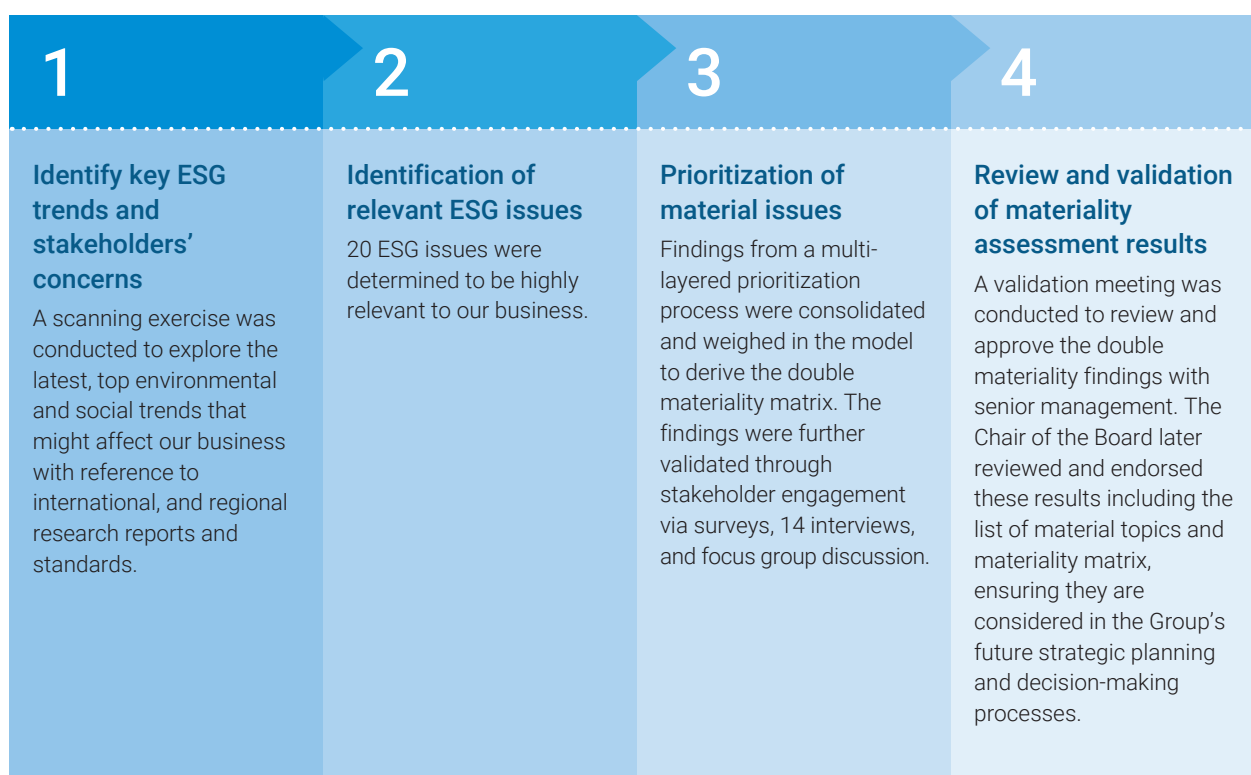 1
Identify key ESG
trends and
stakeholders’
concerns
A scanning exercise was
conducted to explore the
latest, top environmental
and social trends that
might affect our business
with reference to
international, and regional
research reports and
standards.
2
Identification of
relevant ESG issues
20 ESG issues were
determined to be highly
relevant to our business.
3
Prioritization of
material issues
Findings from a multi-
layered prioritization
process were consolidated
and weighed in the model
to derive the double
materiality matrix. The
findings were further
validated through
stakeholder engagement
via surveys, 14 interviews,
and focus group discussion.
4
Review and validation
of materiality
assessment results
A validation meeting was
conducted to review and
approve the double
materiality findings with
senior management. The
Chair of the Board later
reviewed and endorsed
these results including the
list of material topics and
materiality matrix,
ensuring they are
considered in the Group’s
future strategic planning
and decision-making
processes.